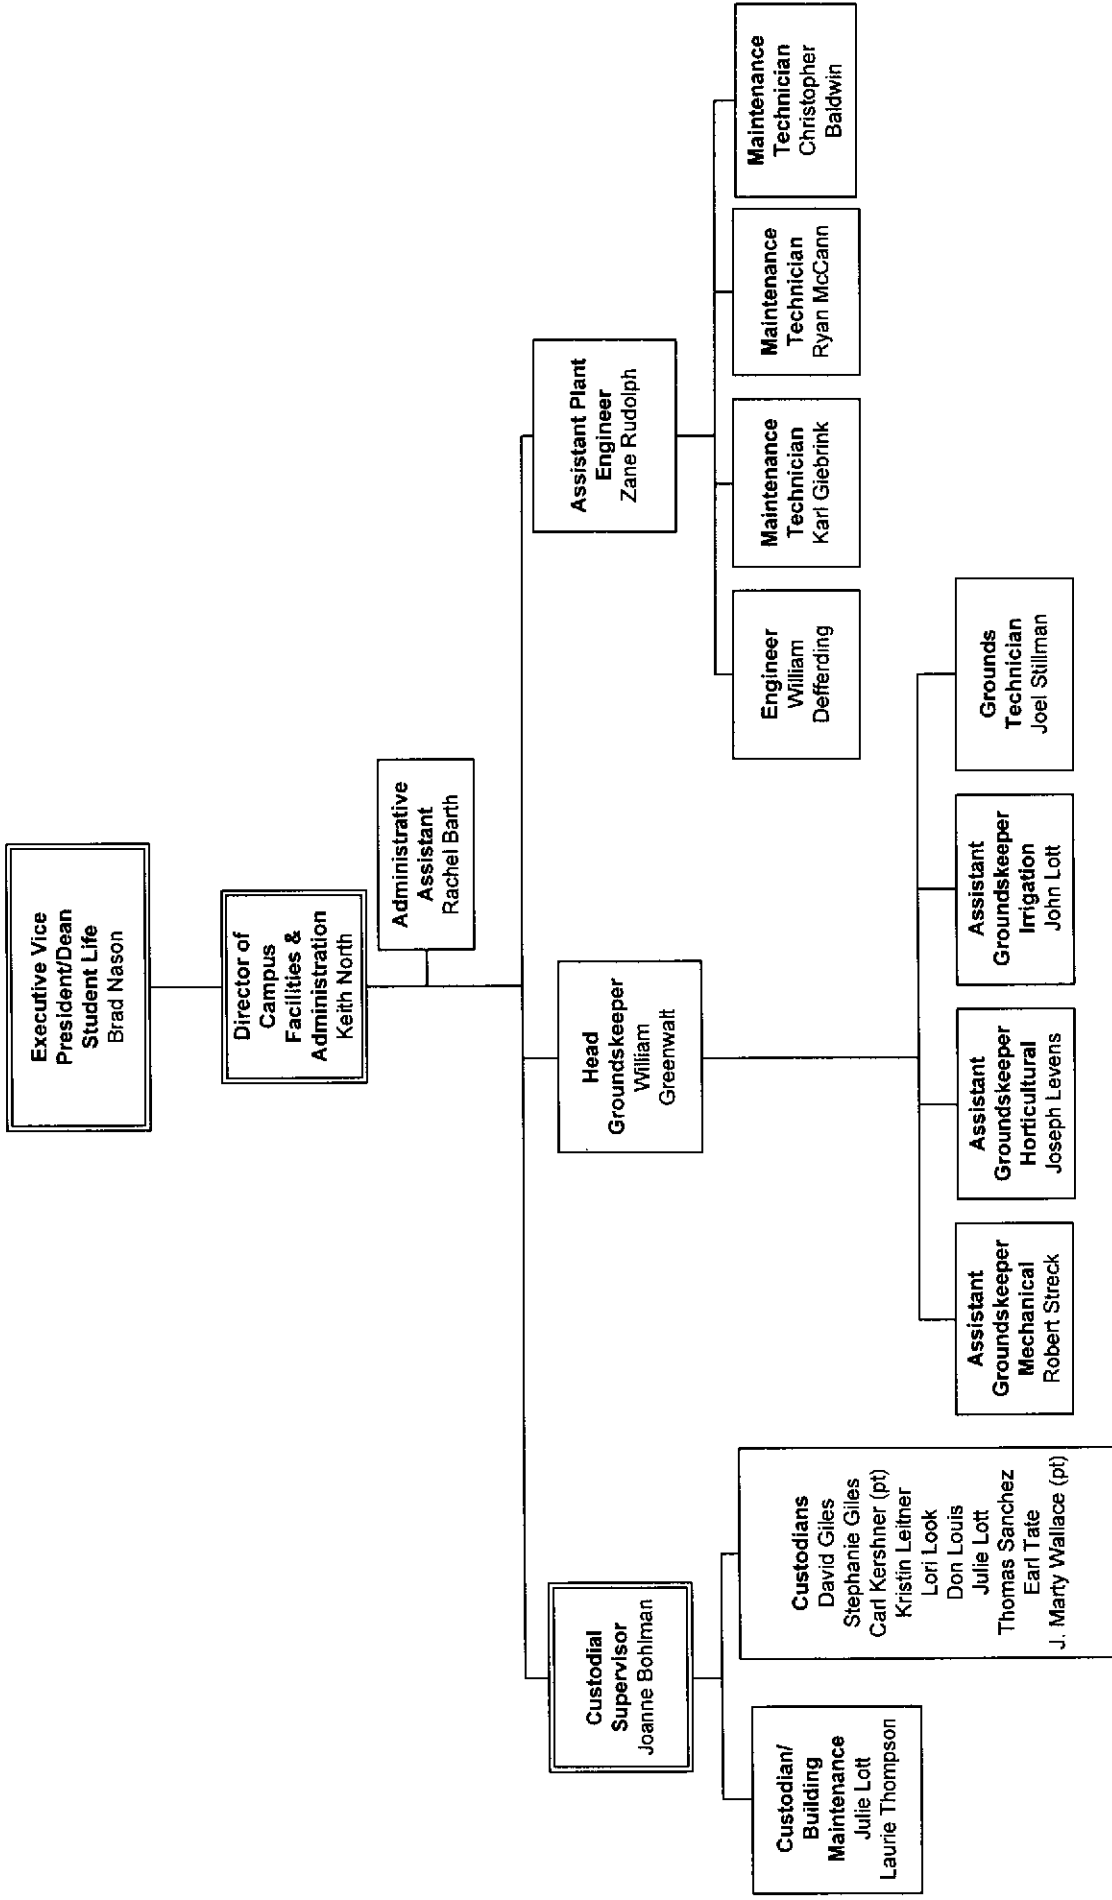 Executive Vice
President/Dean
Student Life
Brad Nason
Director of
Campus
Facilities &
Administration
Keith North
Administrative
Assistant
Rachel Barth
Custodial
Supervisor
Joanne Bohlman
Head
Groundskeeper
William
Greenwalt
Assistant Plant
Engineer
Zane Rudolph
Custodian/
Building
Maintenance
Julie Lott
Laurie Thompson
Custodians
David Giles
Stephanie Giles
Carl Kershner (pt)
Kristin Leitner
Lori Look
Don Louis
Julie Lott
Thomas Sanchez
Earl Tate
J. Marty Wallace (pt)
Engineer
William
Defferding
Maintenance
Technician
Karl Giebrink
Maintenance
Technician
Ryan McCann
Maintenance
Technician
Christopher
Baldwin
Assistant
Groundskeeper
Mechanical
Robert Streck
Assistant
Groundskeeper
Horticultural
Joseph Levens
Assistant
Groundskeeper
Irrigation
John Lott
Grounds
Technician
Joel Stillman